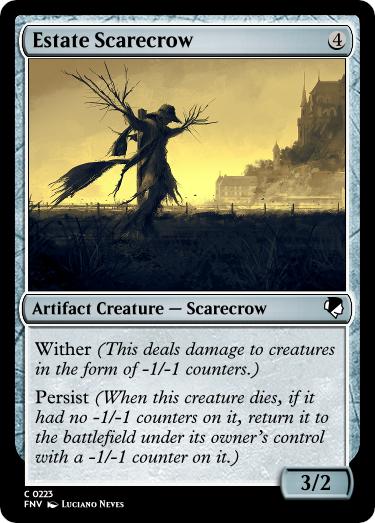 Estate Scarecrow 4
Artifact Creature — Scarecrow
Wither (This deals damage to creatures
in the form of -1/-1 counters.)
Persist (When this creature dies, if it
had no -1/-1 counters on it, return it to
the battlefield under its owner's control
with a -1/-1 counter on it.)
3/2
C 0223
FNV Luciano Neves